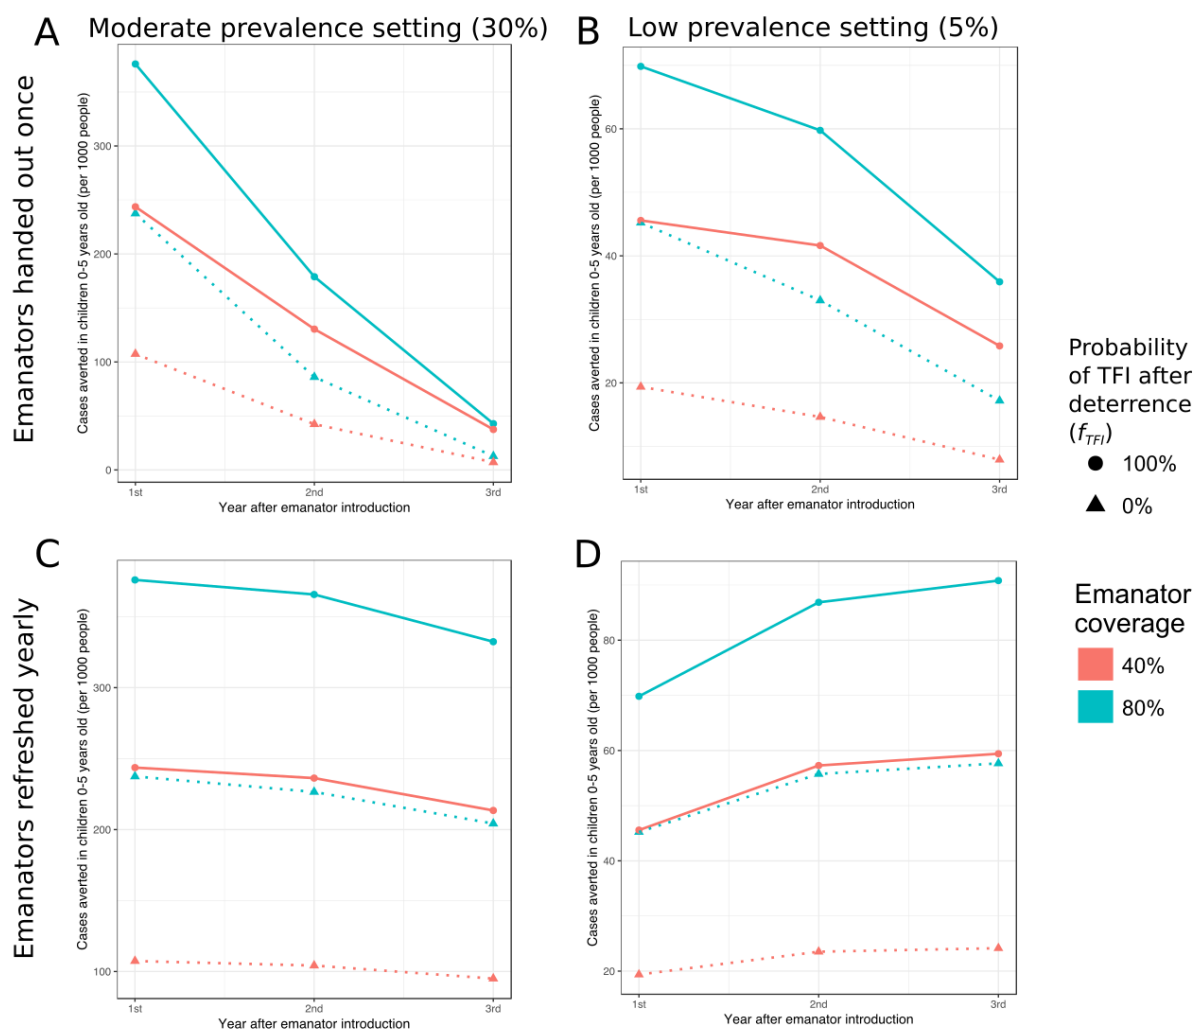 A
Moderate prevalence setting (30%)
B
Low prevalence setting (5%)
Emanators handed out once
Cases averted in children 0-5 years old (per 1000 people)
300
200
100
0
1st
2nd
3rd
Year after emanator introduction
Cases averted in children 0-5 years old (per 1000 people)
60
40
20
1st
2nd
3rd
Year after emanator introduction
Probability
of TFI after
deterrence
(fTFI)
100%
0%
C
D
Emanators refreshed yearly
Cases averted in children 0-5 years old (per 1000 people)
300
200
100
1st
2nd
3rd
Year after emanator introduction
Cases averted in children 0-5 years old (per 1000 people)
80
60
40
20
1st
2nd
3rd
Year after emanator introduction
Emanator
coverage
40%
80%